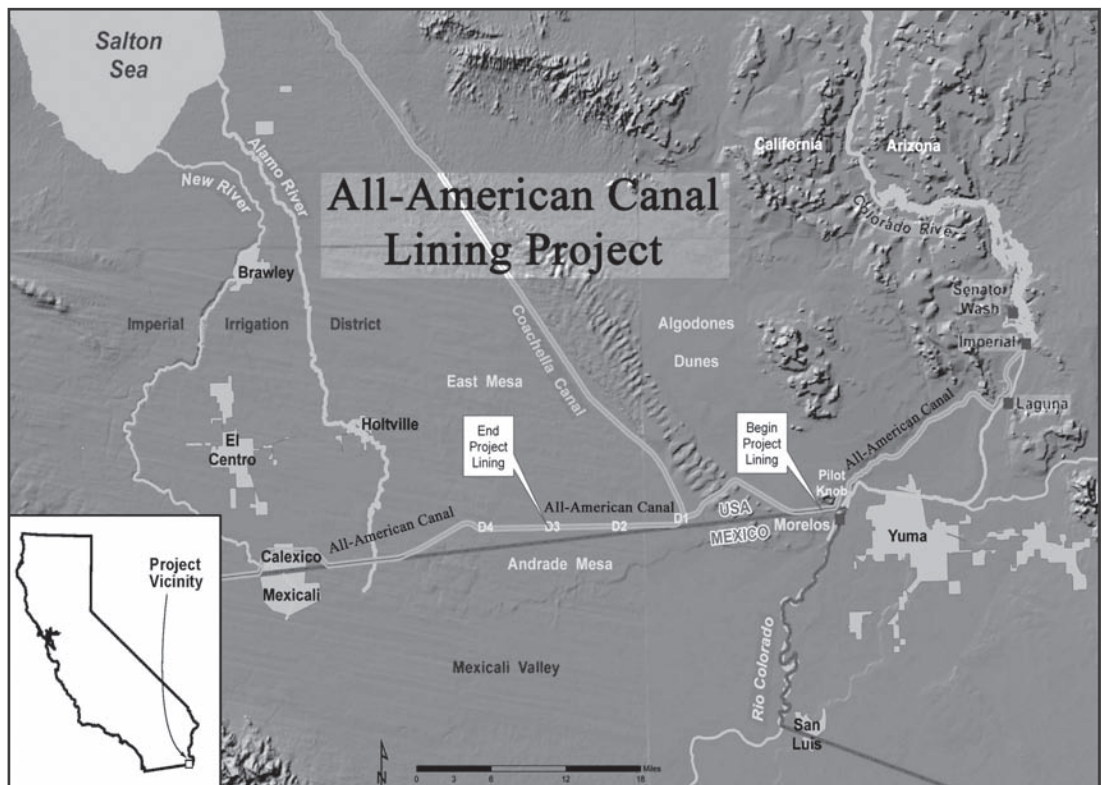 Salton
Sea
New River
Alamo River
California
Arizona
Colorado River
All-American Canal
Lining Project
Brawley
Imperial Irrigation District
Coachella Canal
Algodones
Dunes
Senator
Wash
Imperial
Laguna
East Mesa
El
Centro
Holtville
End
Project
Lining
Begin
Project
Lining
Pilot
Knob
All-American Canal
All-American Canal
All-American Canal
D4
D3
D2
D1
USA
MEXICO
Morelos
Yuma
Calexico
Mexicali
Andrade Mesa
Mexicali Valley
Rio Colorado
San
Luis
Project
Vicinity
N
0 3 6 12 18
Miles